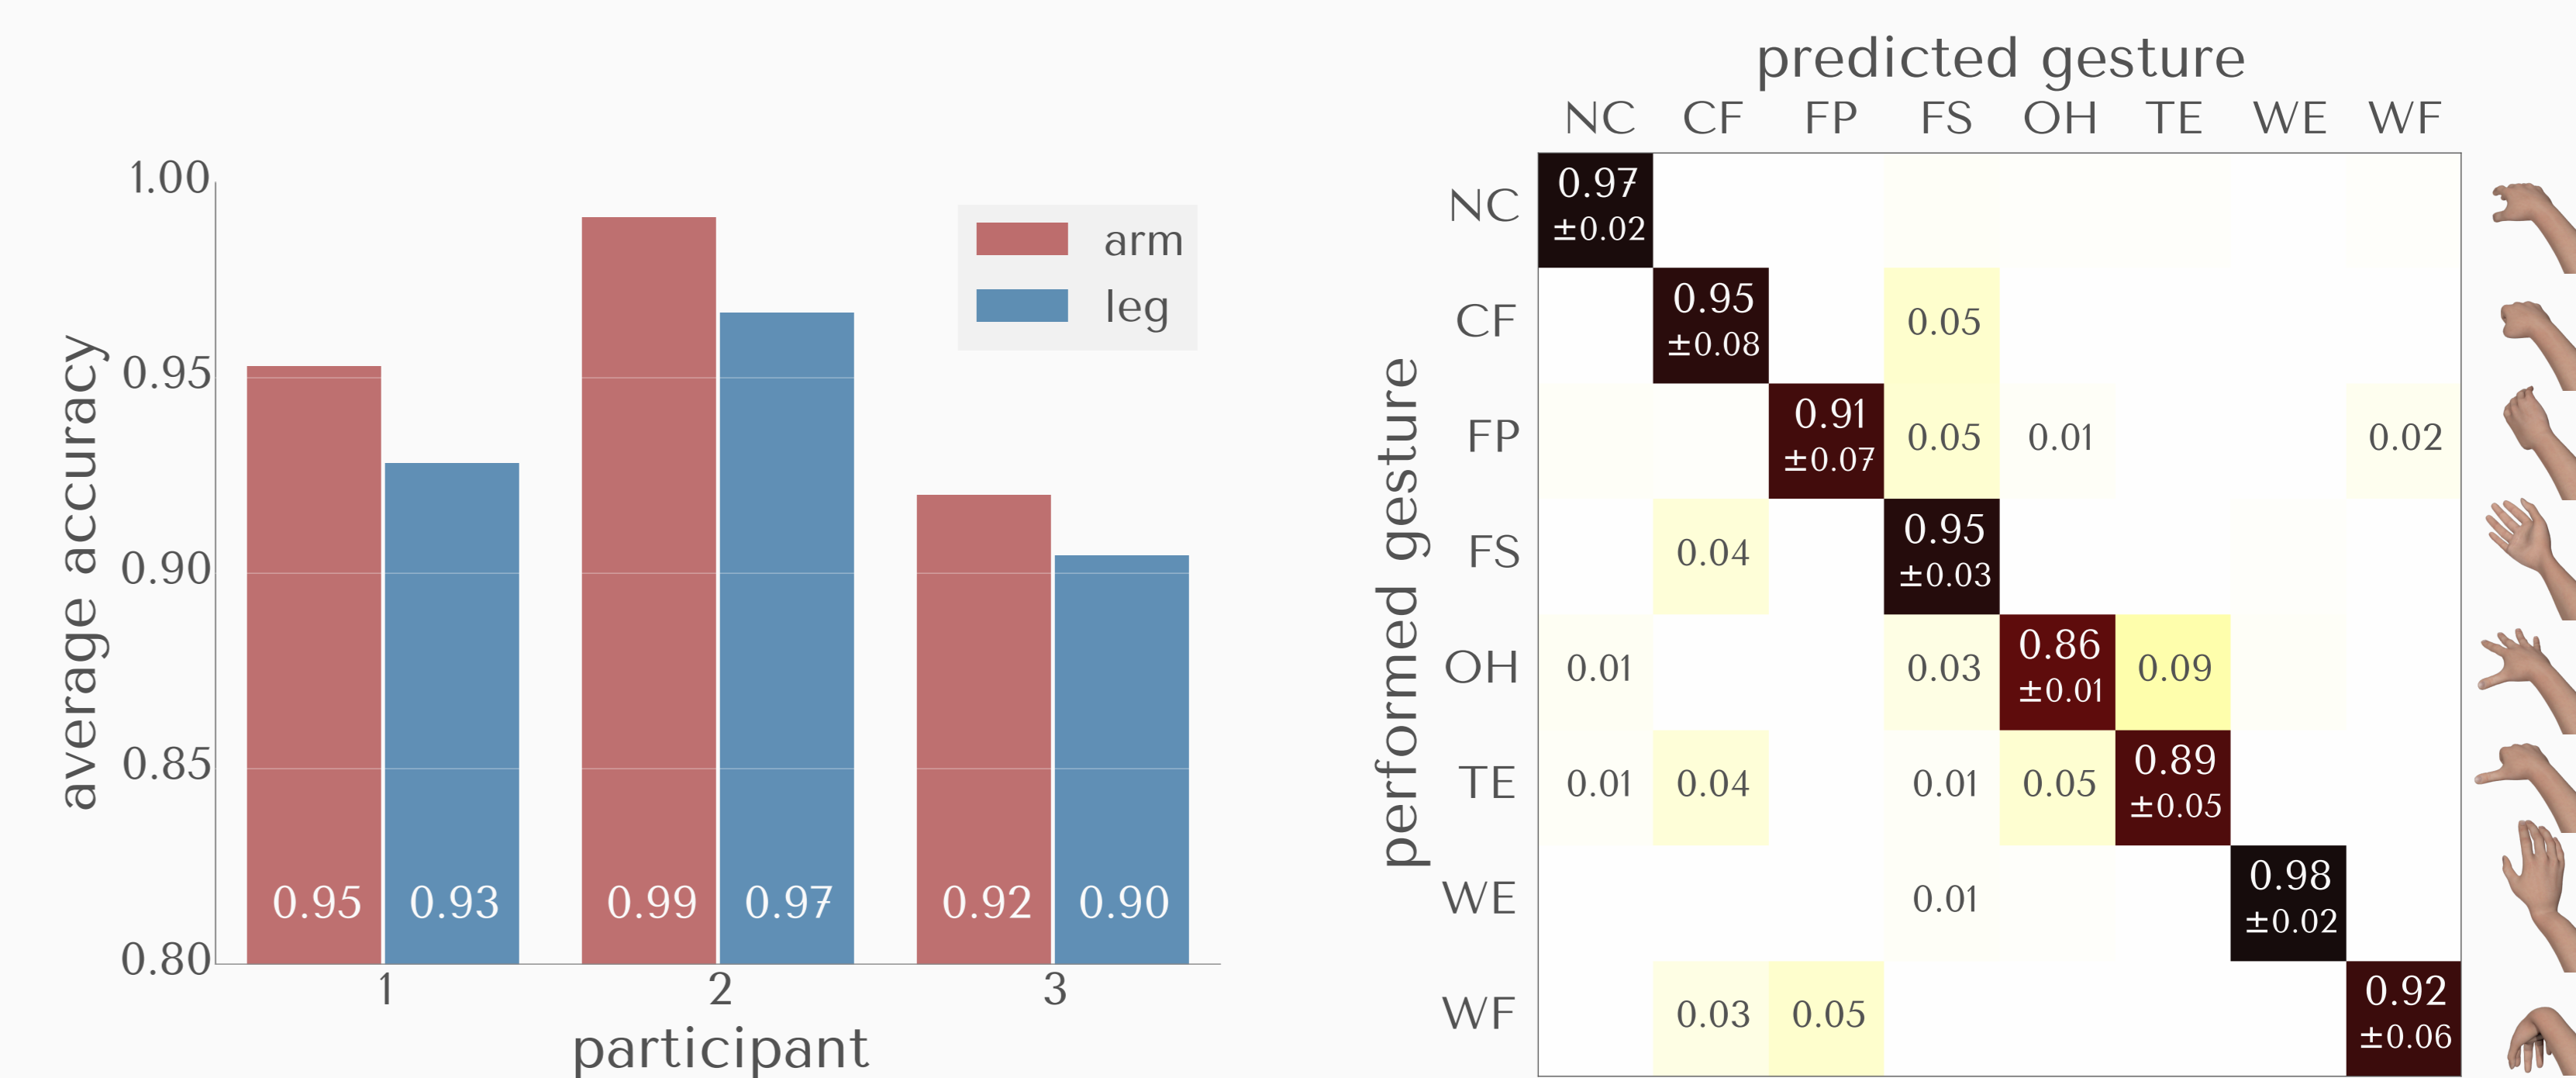 1.00
0.95
0.90
0.85
0.80
average accuracy
arm
leg
0.95 0.93 0.99 0.97 0.92 0.90
1 2 3
participant
predicted gesture
NC CF FP FS OH TE WE WF
performed gesture
NC 0.97
±0.02
CF 0.95 0.05
±0.08
FP 0.91 0.05 0.01 0.02
±0.07
FS 0.04 0.95
±0.03
OH 0.01 0.03 0.86 0.09
±0.01
TE 0.01 0.04 0.01 0.05 0.89
±0.05
WE 0.01 0.98
±0.02
WF 0.03 0.05 0.92
±0.06